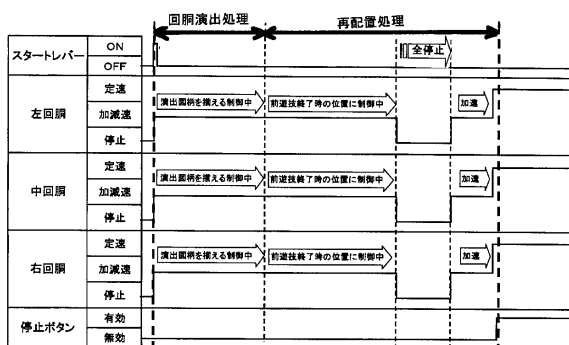 回胴演出処理
再配置処理
スタートレバー
ON
OFF
全停止
左回胴
定速
加減速
停止
演出図柄を揃える制御中
前遊技終了時の位置に制御中
加速
中回胴
定速
加減速
停止
演出図柄を揃える制御中
前遊技終了時の位置に制御中
加速
右回胴
定速
加減速
停止
演出図柄を揃える制御中
前遊技終了時の位置に制御中
加速
停止ボタン
有効
無効